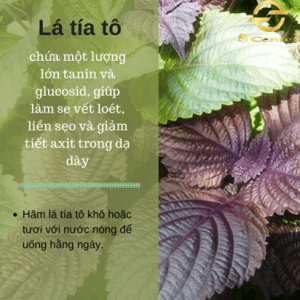 Lá tía tô
chứa một lượng
lớn tanin và
glucosid, giúp
làm se vết loét,
liền sẹo và giảm
tiết axit trong dạ
dày
• Hãm lá tía tô khô hoặc
tươi với nước nóng để
uống hằng ngày.